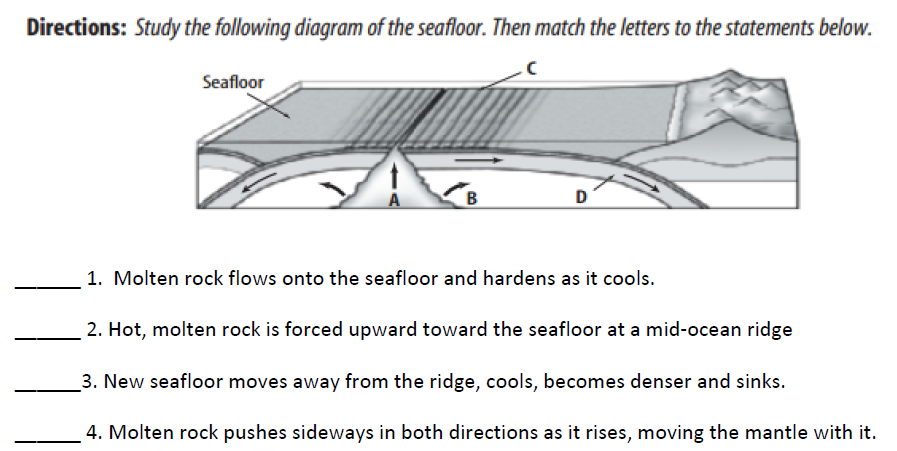 Directions: Study the following diagram of the seafloor. Then match the letters to the statements below.
C
Seafloor
A
B
D
______ 1. Molten rock flows onto the seafloor and hardens as it cools.
______ 2. Hot, molten rock is forced upward toward the seafloor at a mid-ocean ridge
______3. New seafloor moves away from the ridge, cools, becomes denser and sinks.
______ 4. Molten rock pushes sideways in both directions as it rises, moving the mantle with it.